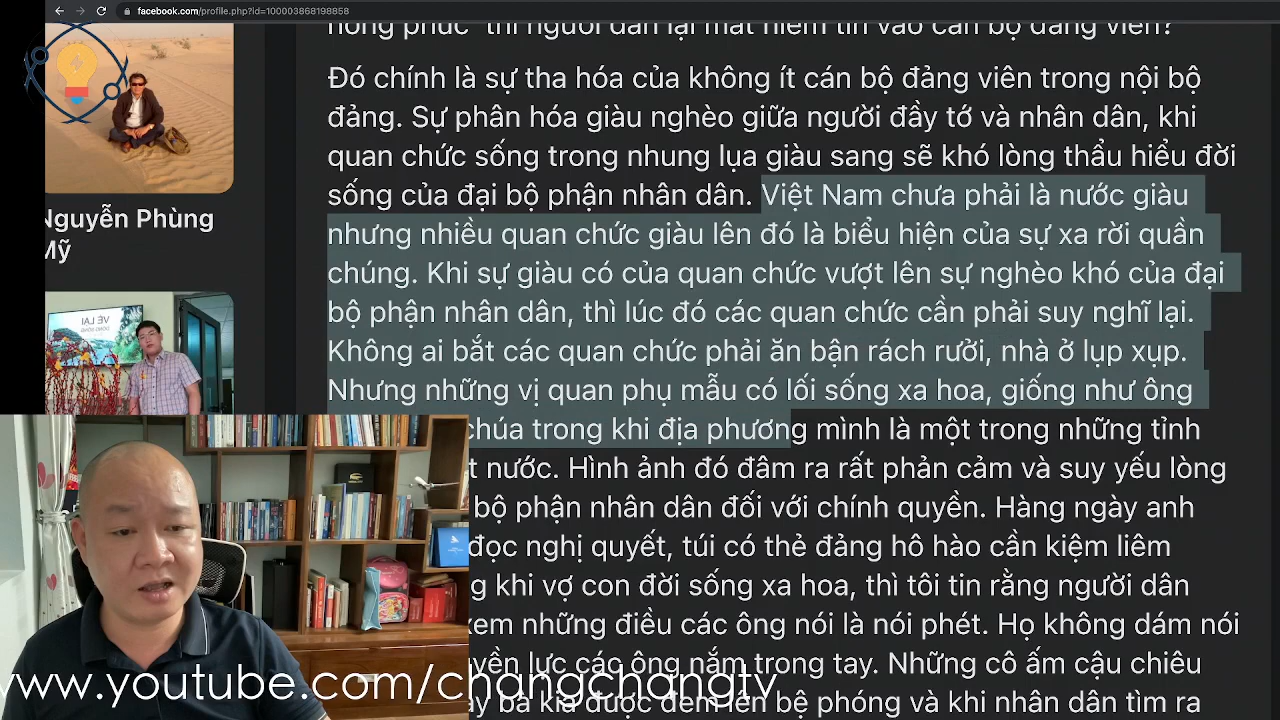 facebook.com/profile.php?id=100003868198858
hồng phúc" thì người dân lại mất niềm tin vào cán bộ đảng viên?
Đó chính là sự tha hóa của không ít cán bộ đảng viên trong nội bộ
đảng. Sự phân hóa giàu nghèo giữa người đầy tớ và nhân dân, khi
quan chức sống trong nhung lụa giàu sang sẽ khó lòng thẩu hiểu đời
sống của đại bộ phận nhân dân. Việt Nam chưa phải là nước giàu
nhưng nhiều quan chức giàu lên đó là biểu hiện của sự xa rời quần
chúng. Khi sự giàu có của quan chức vượt lên sự nghèo khó của đại
bộ phận nhân dân, thì lúc đó các quan chức cần phải suy nghĩ lại.
Không ai bắt các quan chức phải ăn bận rách rưởi, nhà ở lụp xụp.
Nhưng những vị quan phụ mẫu có lối sống xa hoa, giống như ông
chúa trong khi địa phương mình là một trong những tỉnh
nước. Hình ảnh đó đâm ra rất phản cảm và suy yếu lòng
bộ phận nhân dân đối với chính quyền. Hàng ngày anh
đọc nghị quyết, túi có thẻ đảng hô hào cần kiệm liêm
khi vợ con đời sống xa hoa, thì tôi tin rằng người dân
xem những điều các ông nói là nói phét. Họ không dám nói
quyền lực các ông nắm trong tay. Những cô ấm cậu chiêu
bà kia được đem lên bệ phóng và khi nhân dân tìm ra
Nguyễn Phùng
Mỹ
VỀ LẠI
www.youtube.com/changchangtv